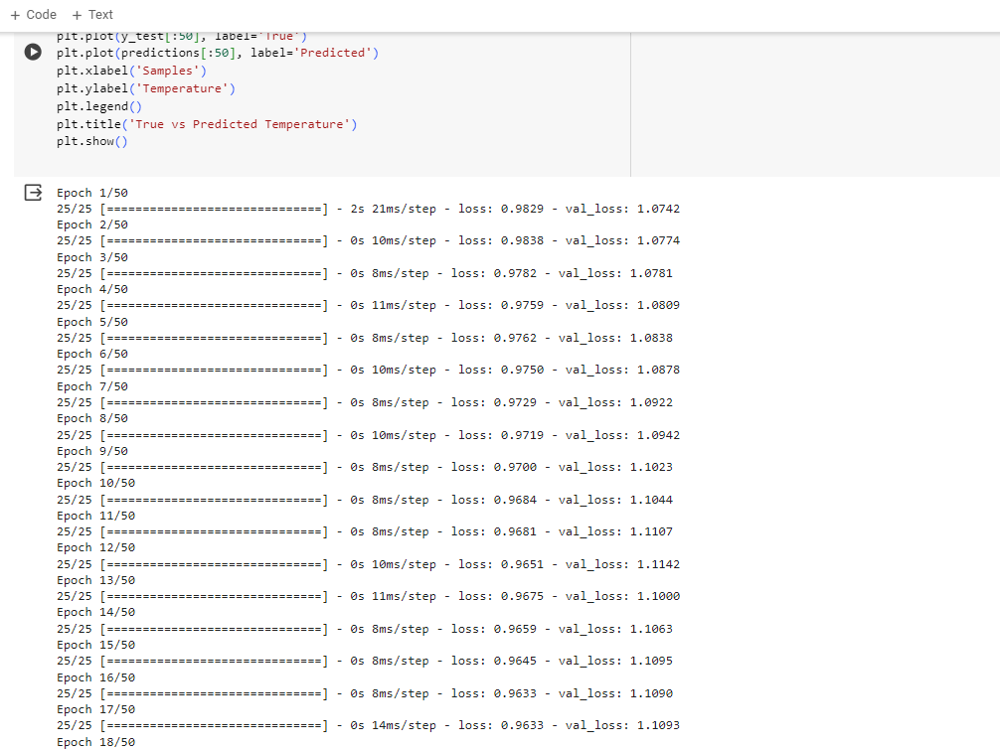 + Code + Text
plt.plot(y_test[:50], label='True')
plt.plot(predictions[:50], label='Predicted')
plt.xlabel('Samples')
plt.ylabel('Temperature')
plt.legend()
plt.title('True vs Predicted Temperature')
plt.show()
Epoch 1/50
25/25 [==============================] - 2s 21ms/step - loss: 0.9829 - val_loss: 1.0742
Epoch 2/50
25/25 [==============================] - 0s 10ms/step - loss: 0.9838 - val_loss: 1.0774
Epoch 3/50
25/25 [==============================] - 0s 8ms/step - loss: 0.9782 - val_loss: 1.0781
Epoch 4/50
25/25 [==============================] - 0s 11ms/step - loss: 0.9759 - val_loss: 1.0809
Epoch 5/50
25/25 [==============================] - 0s 8ms/step - loss: 0.9762 - val_loss: 1.0838
Epoch 6/50
25/25 [==============================] - 0s 10ms/step - loss: 0.9750 - val_loss: 1.0878
Epoch 7/50
25/25 [==============================] - 0s 8ms/step - loss: 0.9729 - val_loss: 1.0922
Epoch 8/50
25/25 [==============================] - 0s 10ms/step - loss: 0.9719 - val_loss: 1.0942
Epoch 9/50
25/25 [==============================] - 0s 8ms/step - loss: 0.9700 - val_loss: 1.1023
Epoch 10/50
25/25 [==============================] - 0s 8ms/step - loss: 0.9684 - val_loss: 1.1044
Epoch 11/50
25/25 [==============================] - 0s 8ms/step - loss: 0.9681 - val_loss: 1.1107
Epoch 12/50
25/25 [==============================] - 0s 10ms/step - loss: 0.9651 - val_loss: 1.1142
Epoch 13/50
25/25 [==============================] - 0s 11ms/step - loss: 0.9675 - val_loss: 1.1000
Epoch 14/50
25/25 [==============================] - 0s 8ms/step - loss: 0.9659 - val_loss: 1.1063
Epoch 15/50
25/25 [==============================] - 0s 8ms/step - loss: 0.9645 - val_loss: 1.1095
Epoch 16/50
25/25 [==============================] - 0s 8ms/step - loss: 0.9633 - val_loss: 1.1090
Epoch 17/50
25/25 [==============================] - 0s 14ms/step - loss: 0.9633 - val_loss: 1.1093
Epoch 18/50